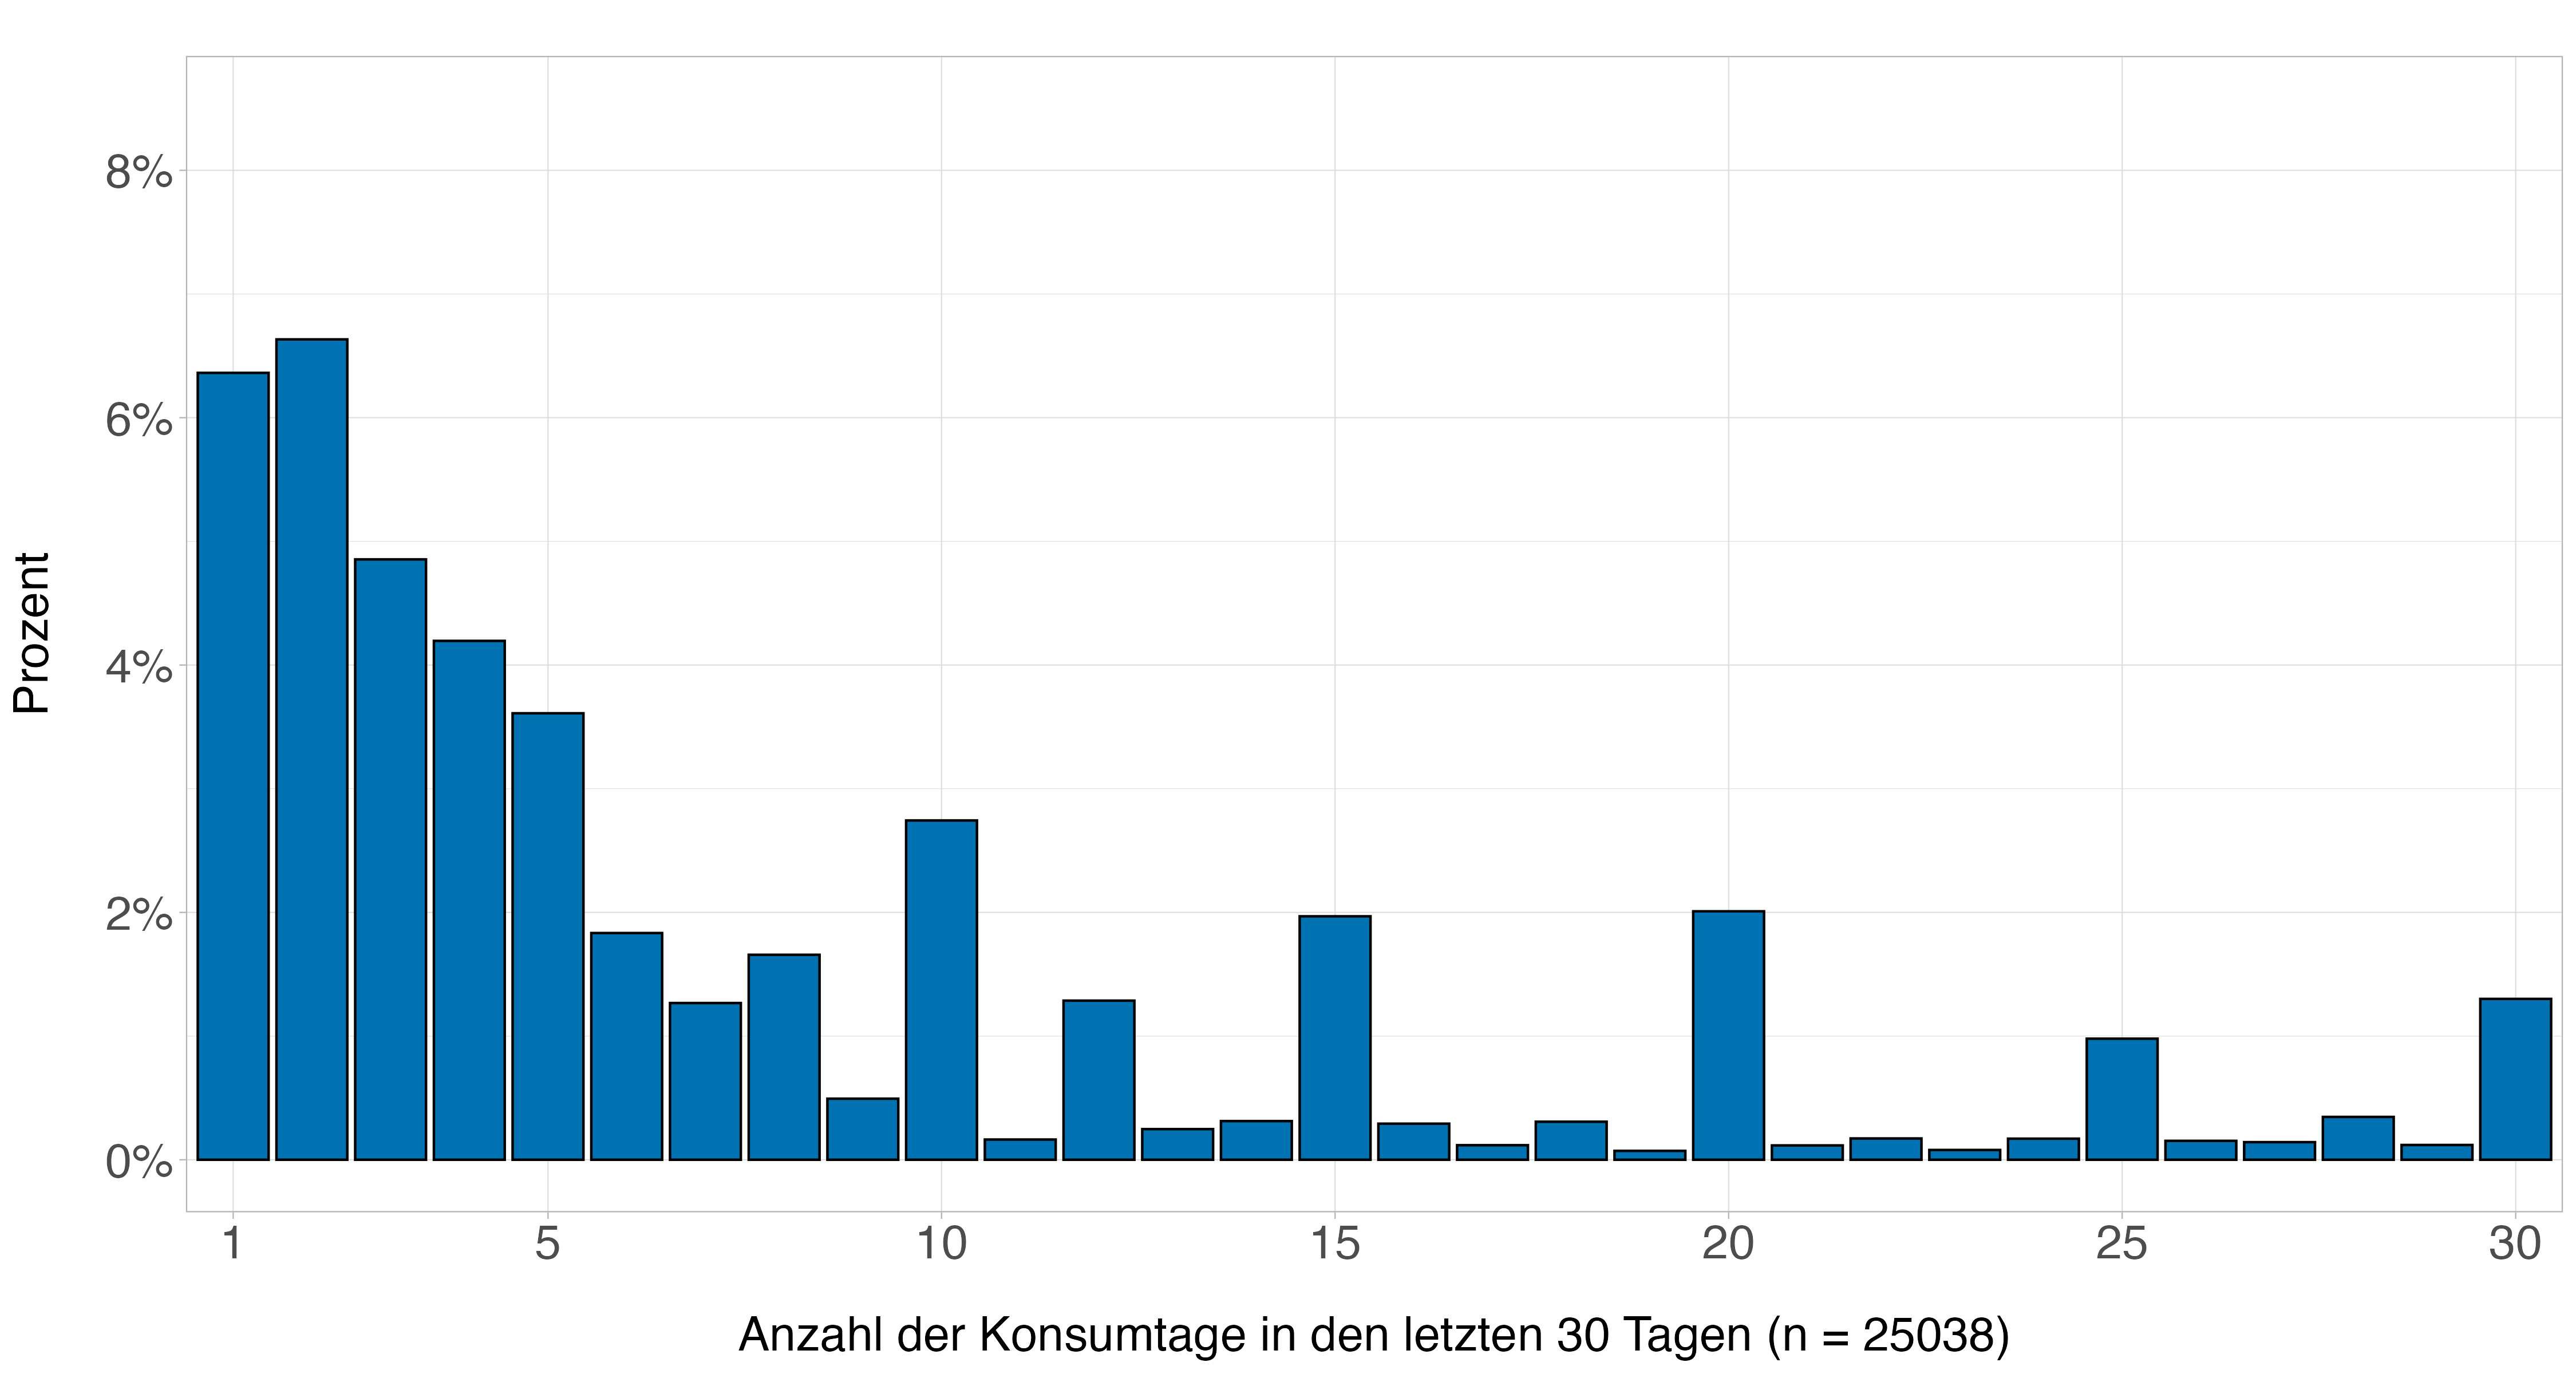 8%
6%
4%
2%
0%
Prozent
1 5 10 15 20 25 30
Anzahl der Konsumtage in den letzten 30 Tagen (n = 25038)